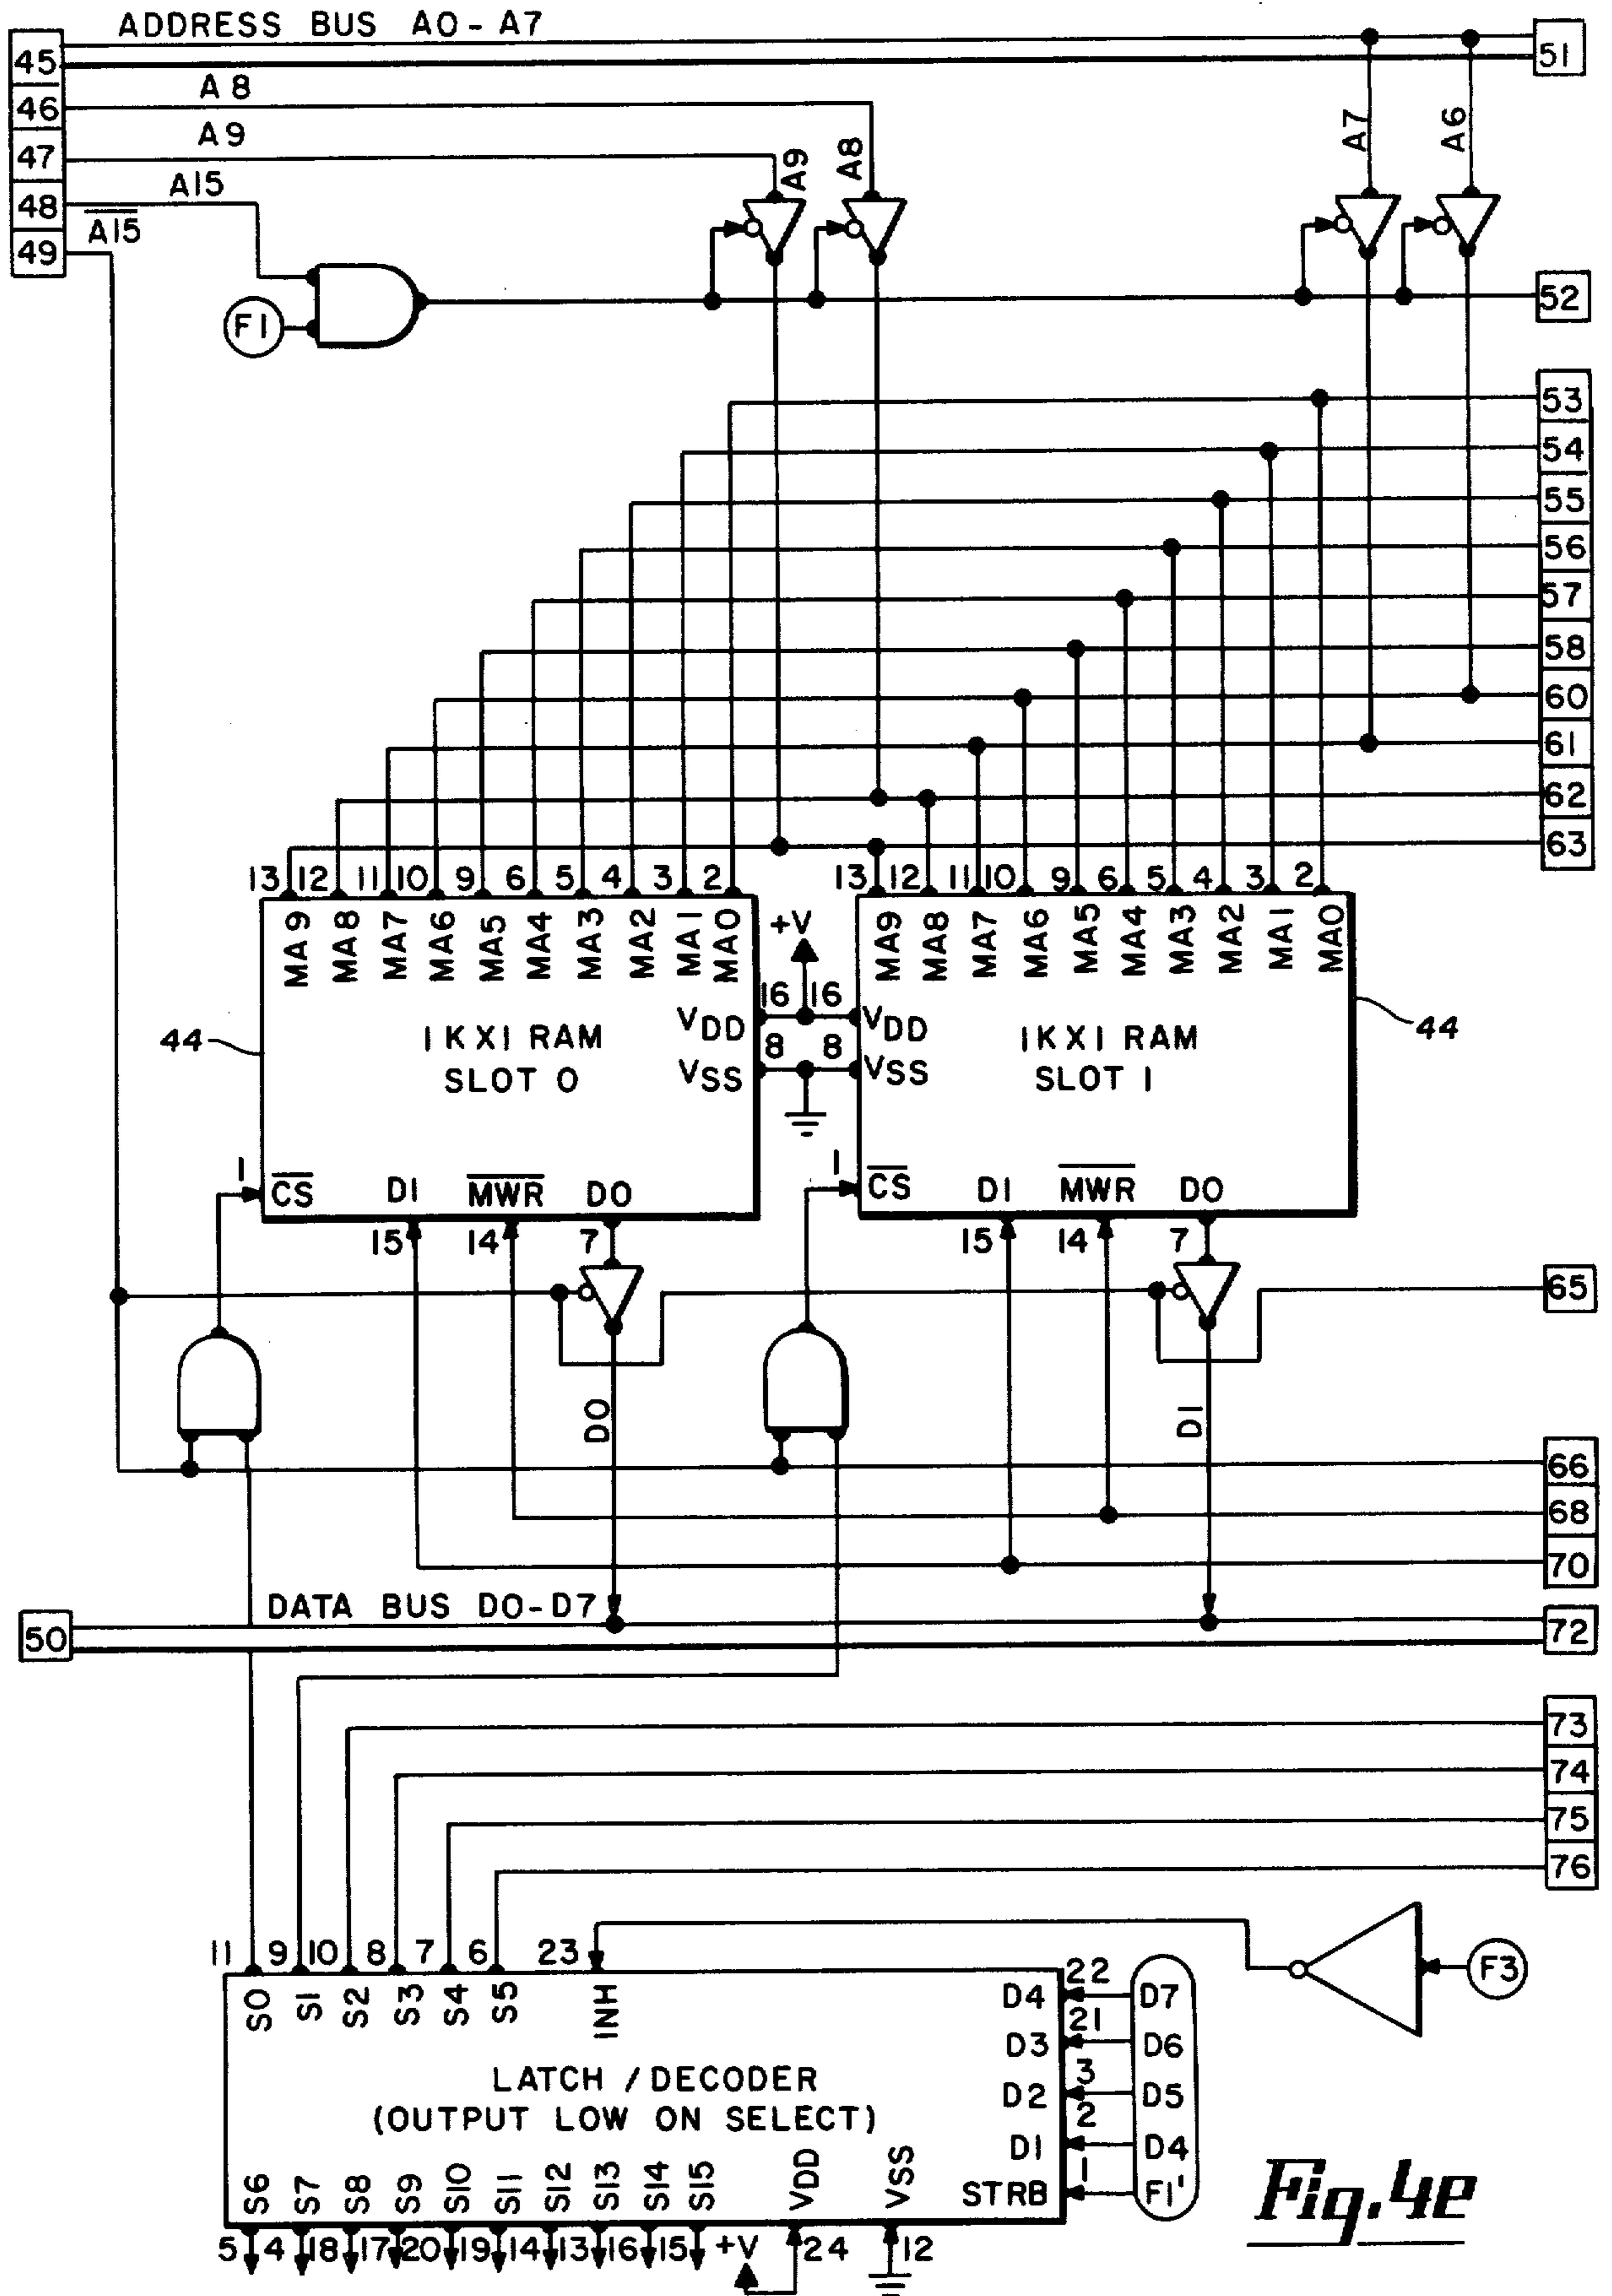 ADDRESS BUS A0-A7
45
46
47
48
49
51
A8
A9
A15
A15
A9
A8
A7
A6
F1
52
53
54
55
56
57
58
60
61
62
63
13 12 11 10 9 6 5 4 3 2
13 12 11 10 9 6 5 4 3 2
MA9 MA8 MA7 MA6 MA5 MA4 MA3 MA2 MA1 MA0
+V
MA9 MA8 MA7 MA6 MA5 MA4 MA3 MA2 MA1 MA0
16 16
VDD
VDD
44
1KX1 RAM
SLOT 0
8 8
VSS
VSS
1KX1 RAM
SLOT 1
44
1
CS
DI
MWR
DO
1
CS
DI
MWR
DO
15
14
7
15
14
7
65
D0
D1
66
68
70
DATA BUS D0-D7
50
72
73
74
75
76
11 9 10 8 7 6 23
S0 S1 S2 S3 S4 S5 INH
F3
D4 22 D7
D3 21 D6
D2 3 D5
D1 2 D4
STRB 1 F1'
LATCH / DECODER
(OUTPUT LOW ON SELECT)
S6 S7 S8 S9 S10 S11 S12 S13 S14 S15 VDD VSS
5 4 18 17 20 19 14 13 16 15 +V 24 12
Fig. 4e